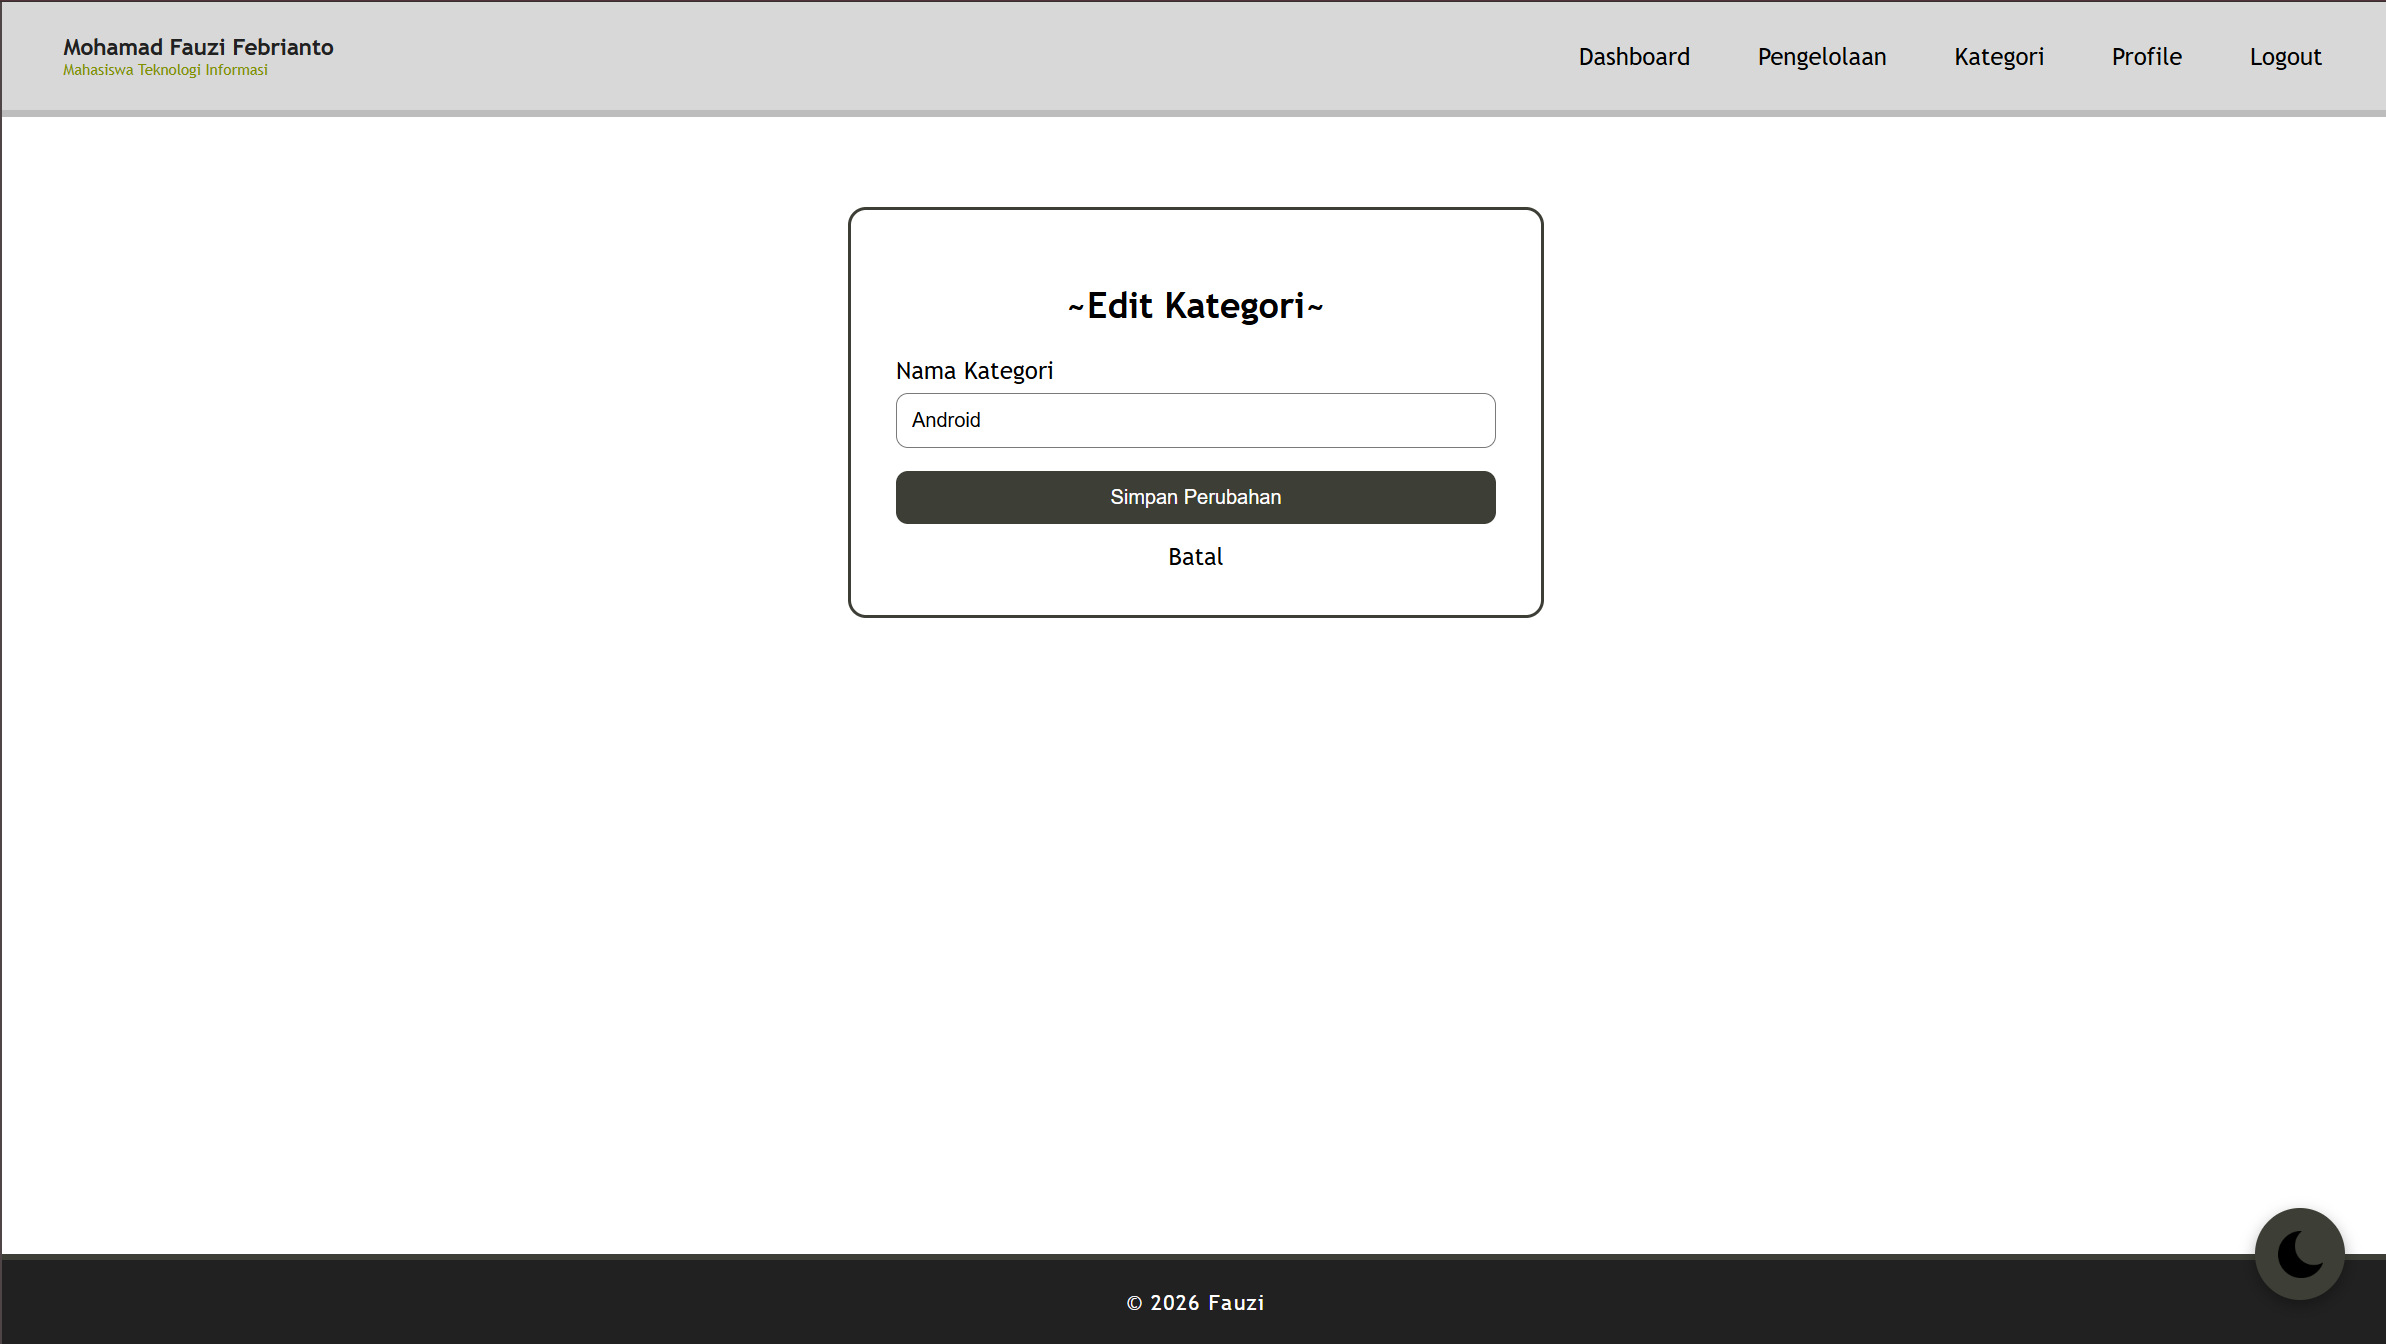 Mohamad Fauzi Febrianto
Mahasiswa Teknologi Informasi
Dashboard Pengelolaan Kategori Profile Logout
~Edit Kategori~
Nama Kategori
Android
Simpan Perubahan
Batal
© 2026 Fauzi